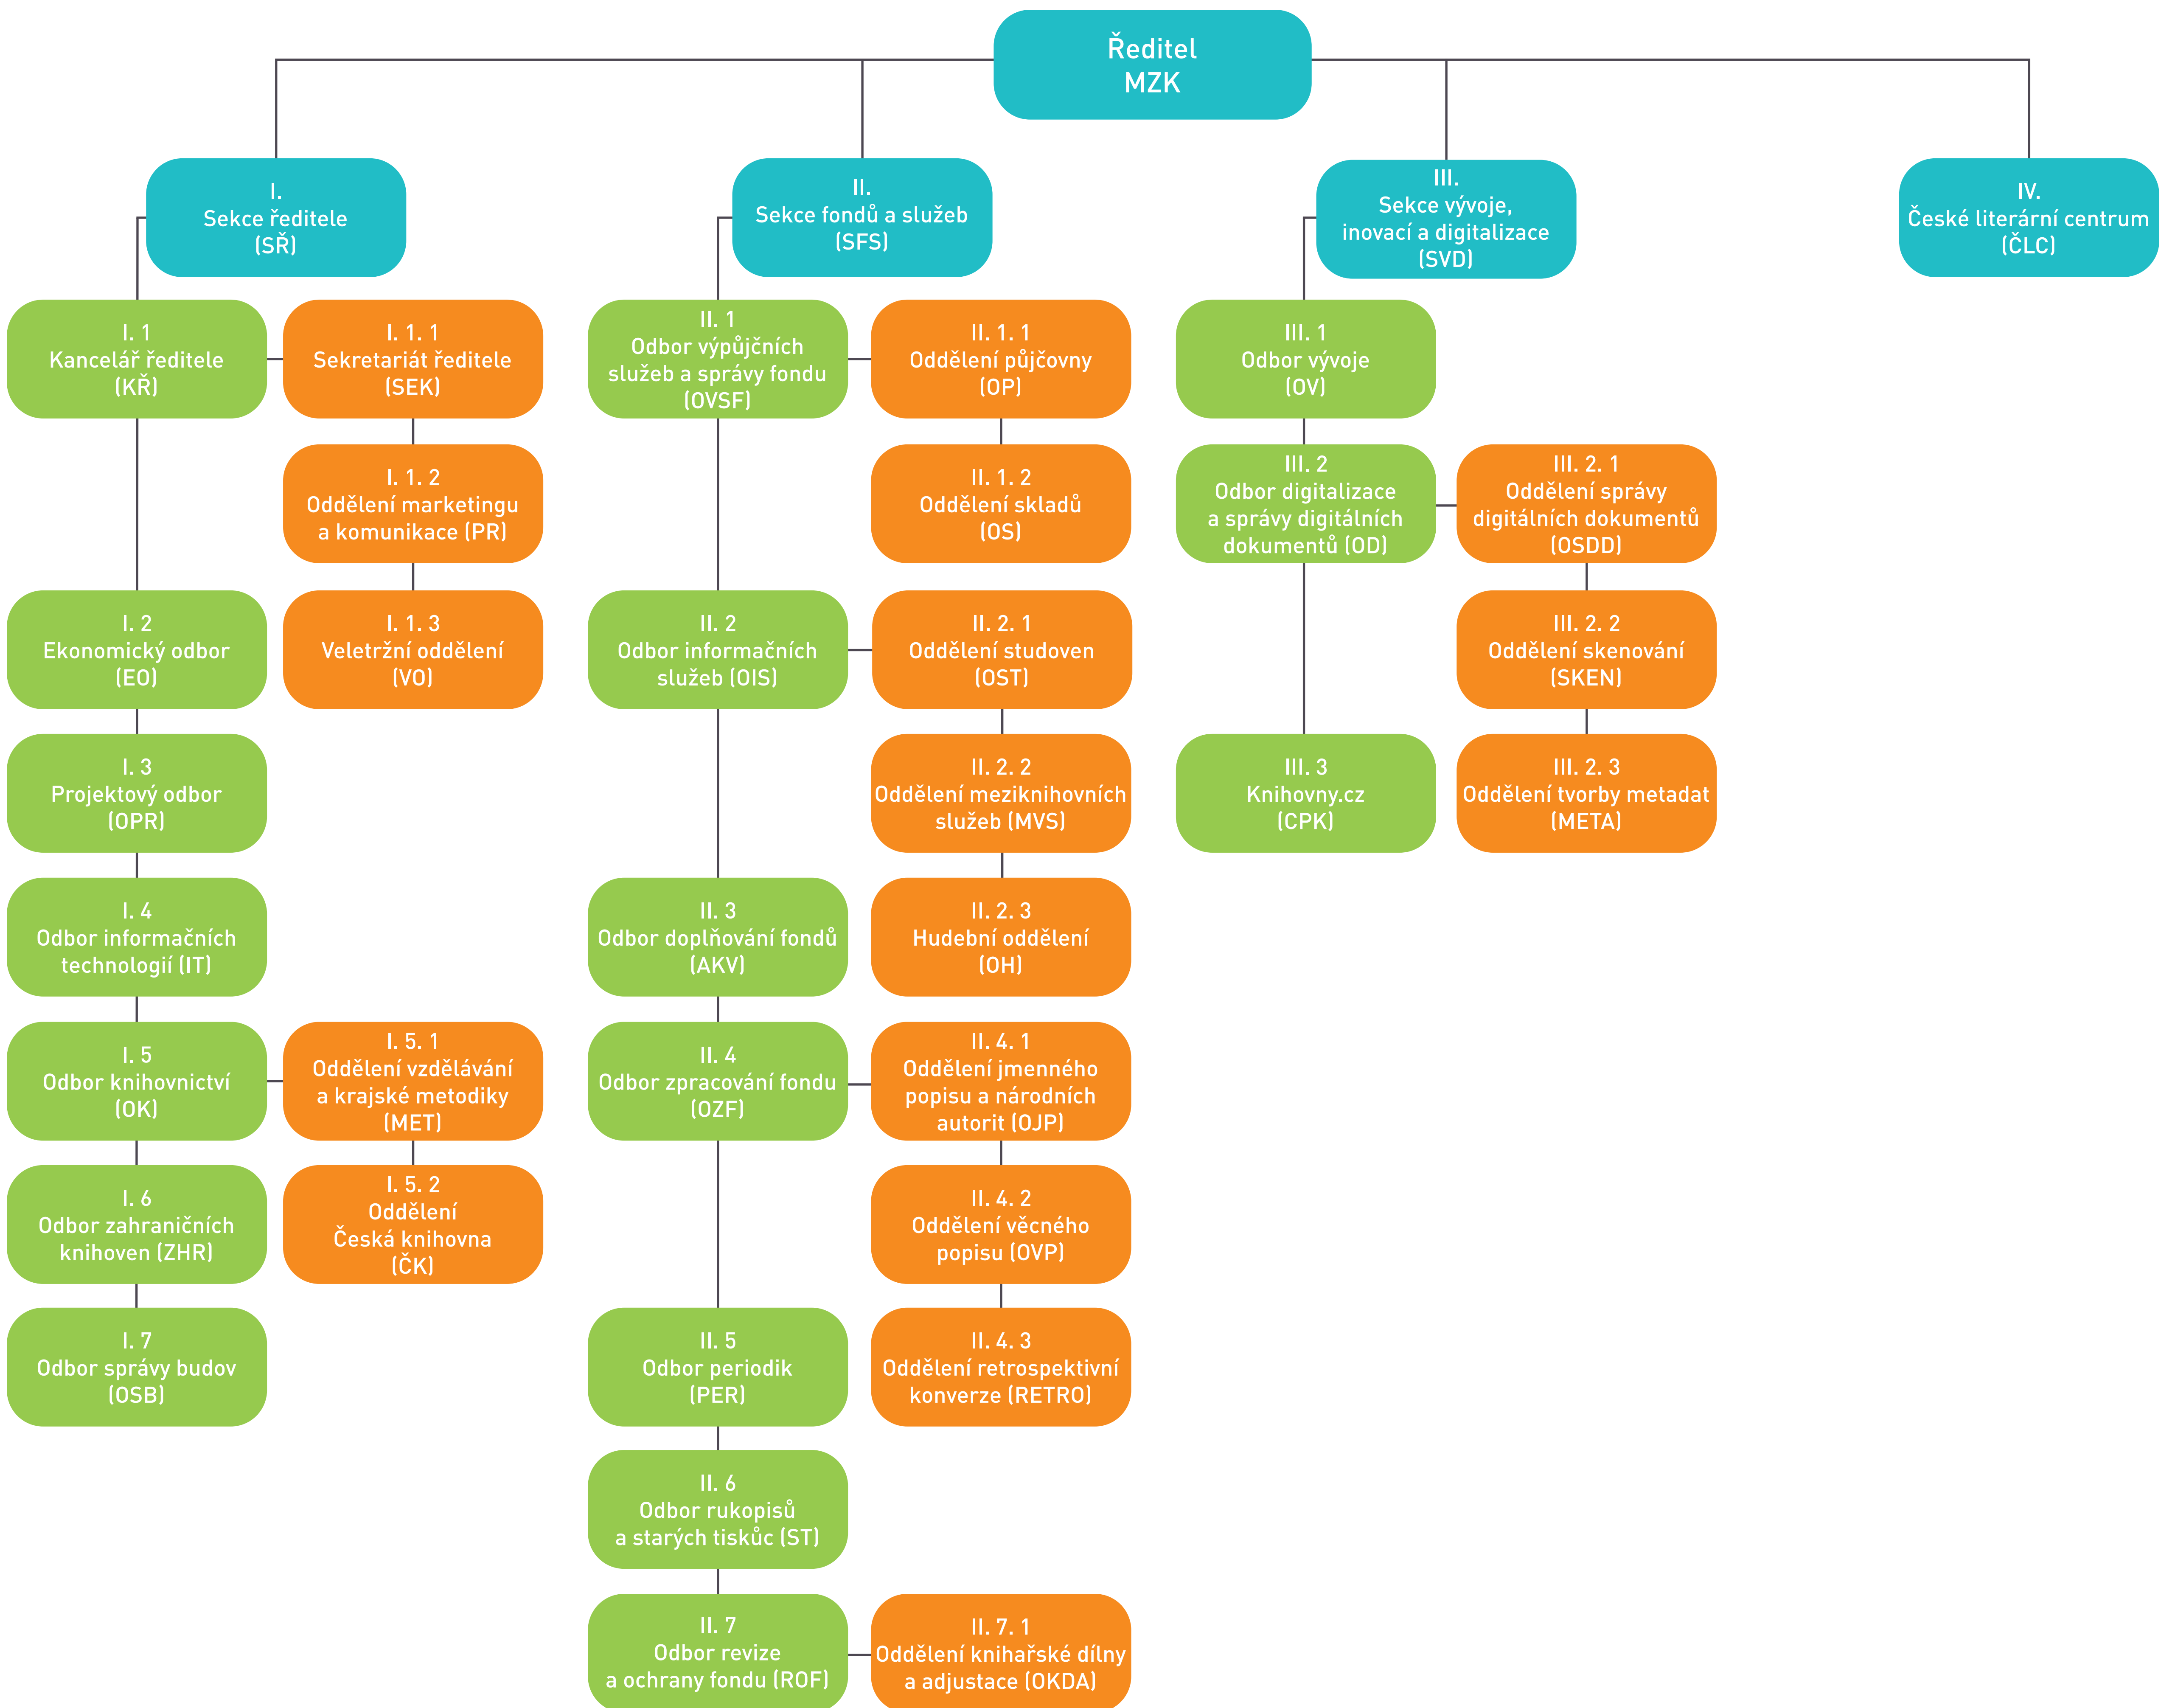 Ředitel
MZK
I.
Sekce ředitele
(SŘ)
II.
Sekce fondů a služeb
(SFS)
III.
Sekce vývoje,
inovací a digitalizace
(SVD)
IV.
České literární centrum
(ČLC)
I. 1
Kancelář ředitele
(KŘ)
I. 1. 1
Sekretariát ředitele
(SEK)
I. 1. 2
Oddělení marketingu
a komunikace (PR)
I. 1. 3
Veletržní oddělení
(VO)
I. 2
Ekonomický odbor
(EO)
I. 3
Projektový odbor
(OPR)
I. 4
Odbor informačních
technologií (IT)
I. 5
Odbor knihovnictví
(OK)
I. 5. 1
Oddělení vzdělávání
a krajské metodiky
(MET)
I. 5. 2
Oddělení
Česká knihovna
(ČK)
I. 6
Odbor zahraničních
knihoven (ZHR)
I. 7
Odbor správy budov
(OSB)
II. 1
Odbor výpůjčních
služeb a správy fondu
(OVSF)
II. 1. 1
Oddělení půjčovny
(OP)
II. 1. 2
Oddělení skladů
(OS)
II. 2
Odbor informačních
služeb (OIS)
II. 2. 1
Oddělení studoven
(OST)
II. 2. 2
Oddělení meziknihovních
služeb (MVS)
II. 2. 3
Hudební oddělení
(OH)
II. 3
Odbor doplňování fondů
(AKV)
II. 4
Odbor zpracování fondu
(OZF)
II. 4. 1
Oddělení jmenného
popisu a národních
autorit (OJP)
II. 4. 2
Oddělení věcného
popisu (OVP)
II. 4. 3
Oddělení retrospektivní
konverze (RETRO)
II. 5
Odbor periodik
(PER)
II. 6
Odbor rukopisů
a starých tiskůc (ST)
II. 7
Odbor revize
a ochrany fondu (ROF)
II. 7. 1
Oddělení knihařské dílny
a adjustace (OKDA)
III. 1
Odbor vývoje
(OV)
III. 2
Odbor digitalizace
a správy digitálních
dokumentů (OD)
III. 2. 1
Oddělení správy
digitálních dokumentů
(OSDD)
III. 2. 2
Oddělení skenování
(SKEN)
III. 2. 3
Oddělení tvorby metadat
(META)
III. 3
Knihovny.cz
(CPK)